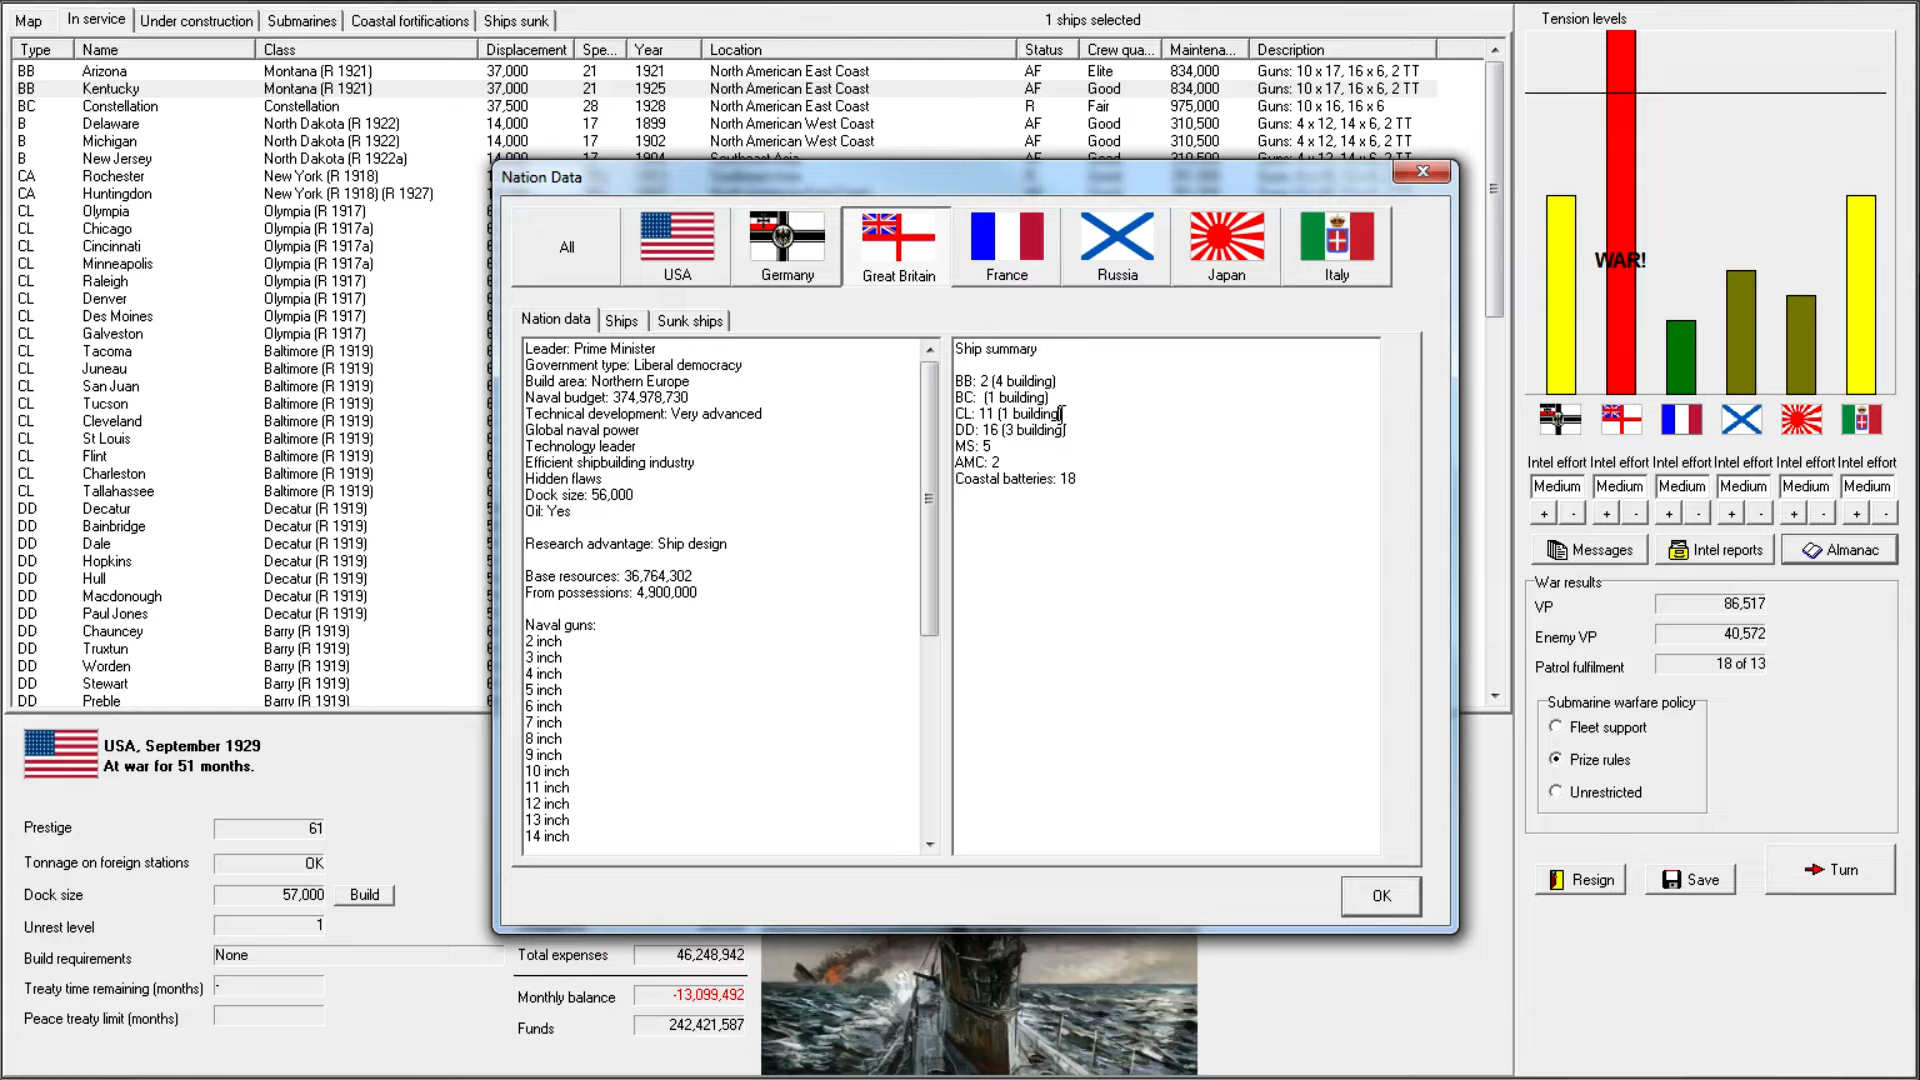 Map In service Under construction Submarines Coastal fortifications Ships sunk 1 ships selected
Type Name Class Displacement Spe... Year Location Status Crew qua... Maintena... Description
BB Arizona Montana (R 1921) 37,000 21 1921 North American East Coast AF Elite 834,000 Guns: 10 x 17, 16 x 6, 2 TT
BB Kentucky Montana (R 1921) 37,000 21 1925 North American East Coast AF Good 834,000 Guns: 10 x 17, 16 x 6, 2 TT
BC Constellation Constellation 37,500 28 1928 North American East Coast R Fair 975,000 Guns: 10 x 16, 16 x 6
B Delaware North Dakota (R 1922) 14,000 17 1899 North American West Coast AF Good 310,500 Guns: 4 x 12, 14 x 6, 2 TT
B Michigan North Dakota (R 1922) 14,000 17 1902 North American West Coast AF Good 310,500 Guns: 4 x 12, 14 x 6, 2 TT
B New Jersey North Dakota (R 1922a) 14,000 17 1904 Southeast Asia AF Good 310,500 Guns: 4 x 12, 14 x 6, 2 TT
CA Rochester New York (R 1918)
CA Huntingdon New York (R 1918) (R 1927)
CL Olympia Olympia (R 1917)
CL Chicago Olympia (R 1917a)
CL Cincinnati Olympia (R 1917a)
CL Minneapolis Olympia (R 1917a)
CL Raleigh Olympia (R 1917)
CL Denver Olympia (R 1917)
CL Des Moines Olympia (R 1917)
CL Galveston Olympia (R 1917)
CL Tacoma Baltimore (R 1919)
CL Juneau Baltimore (R 1919)
CL San Juan Baltimore (R 1919)
CL Tucson Baltimore (R 1919)
CL Cleveland Baltimore (R 1919)
CL St Louis Baltimore (R 1919)
CL Flint Baltimore (R 1919)
CL Charleston Baltimore (R 1919)
CL Tallahassee Baltimore (R 1919)
DD Decatur Decatur (R 1919)
DD Bainbridge Decatur (R 1919)
DD Dale Decatur (R 1919)
DD Hopkins Decatur (R 1919)
DD Hull Decatur (R 1919)
DD Macdonough Decatur (R 1919)
DD Paul Jones Decatur (R 1919)
DD Chauncey Barry (R 1919)
DD Truxtun Barry (R 1919)
DD Worden Barry (R 1919)
DD Stewart Barry (R 1919)
DD Preble Barry (R 1919)
Nation Data
All USA Germany Great Britain France Russia Japan Italy
Nation data Ships Sunk ships
Leader: Prime Minister
Government type: Liberal democracy
Build area: Northern Europe
Naval budget: 374,978,730
Technical development: Very advanced
Global naval power
Technology leader
Efficient shipbuilding industry
Hidden flaws
Dock size: 56,000
Oil: Yes
Research advantage: Ship design
Base resources: 36,764,302
From possessions: 4,900,000
Naval guns:
2 inch
3 inch
4 inch
5 inch
6 inch
7 inch
8 inch
9 inch
10 inch
11 inch
12 inch
13 inch
14 inch
Ship summary
BB: 2 (4 building)
BC: (1 building)
CL: 11 (1 building)
DD: 16 (3 building)
MS: 5
AMC: 2
Coastal batteries: 18
OK
USA, September 1929
At war for 51 months.
Prestige 61
Tonnage on foreign stations OK
Dock size 57,000 Build
Unrest level 1
Build requirements None
Treaty time remaining (months) -
Peace treaty limit (months)
Total expenses 46,248,942
Monthly balance -13,099,492
Funds 242,421,587
Tension levels
WAR!
Intel effort Intel effort Intel effort Intel effort Intel effort Intel effort
Medium Medium Medium Medium Medium Medium
+ - + - + - + - + - + -
Messages Intel reports Almanac
War results
VP 86,517
Enemy VP 40,572
Patrol fulfilment 18 of 13
Submarine warfare policy
Fleet support
Prize rules
Unrestricted
Resign Save Turn